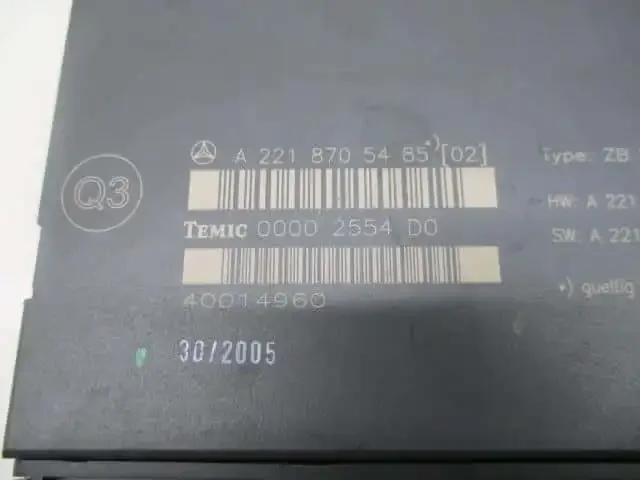 A 221 870 54 85*)[02]
Q3
TEMIC 0000 2554 D0
40014960
30/2005
Type: ZB
HW: A 221
SW: A 221
*) gueltig